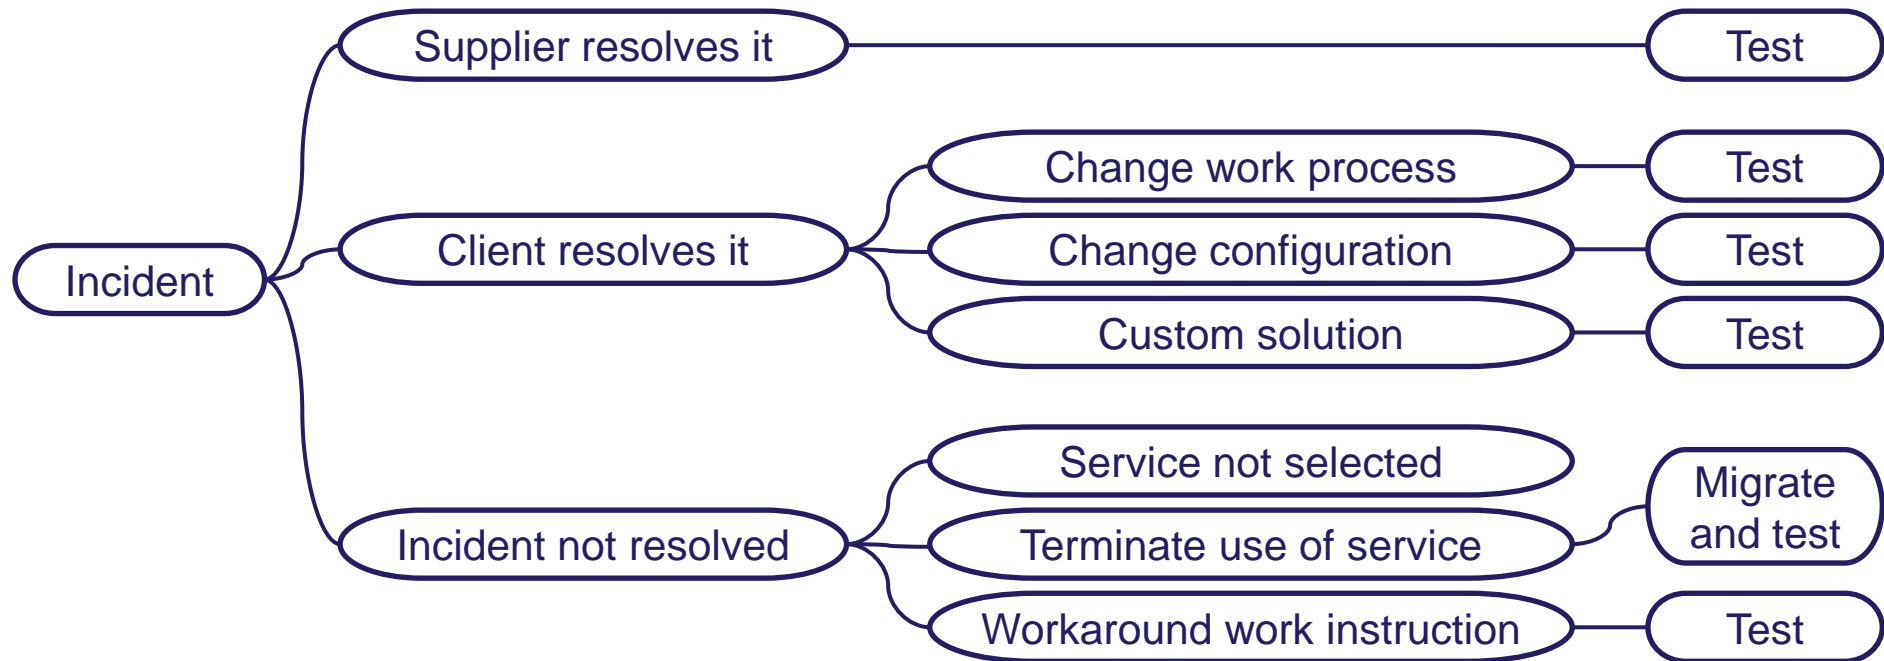 Supplier resolves it
Test
Change work process
Test
Incident
Client resolves it
Change configuration
Test
Custom solution
Test
Service not selected
Incident not resolved
Terminate use of service
Migrate
and test
Workaround work instruction
Test